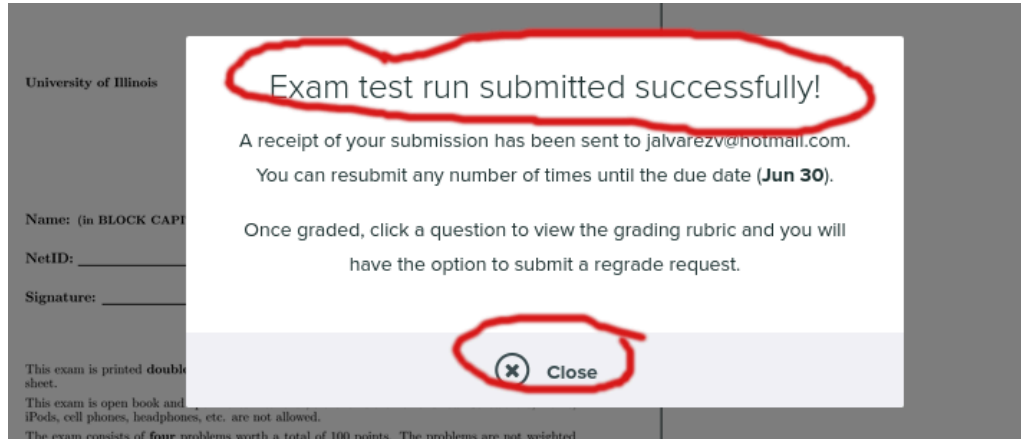 University of Illinois
Exam test run submitted successfully!
A receipt of your submission has been sent to jalvarezv@hotmail.com.
You can resubmit any number of times until the due date (Jun 30).
Name: (in BLOCK CAPI
Once graded, click a question to view the grading rubric and you will
NetID:
have the option to submit a regrade request.
Signature:
This exam is printed double
Close
sheet.
This exam is open book and
iPods, cell phones, headphones, etc. are not allowed.
The exam consists of four problems worth a total of 100 points. The problems are not weighted